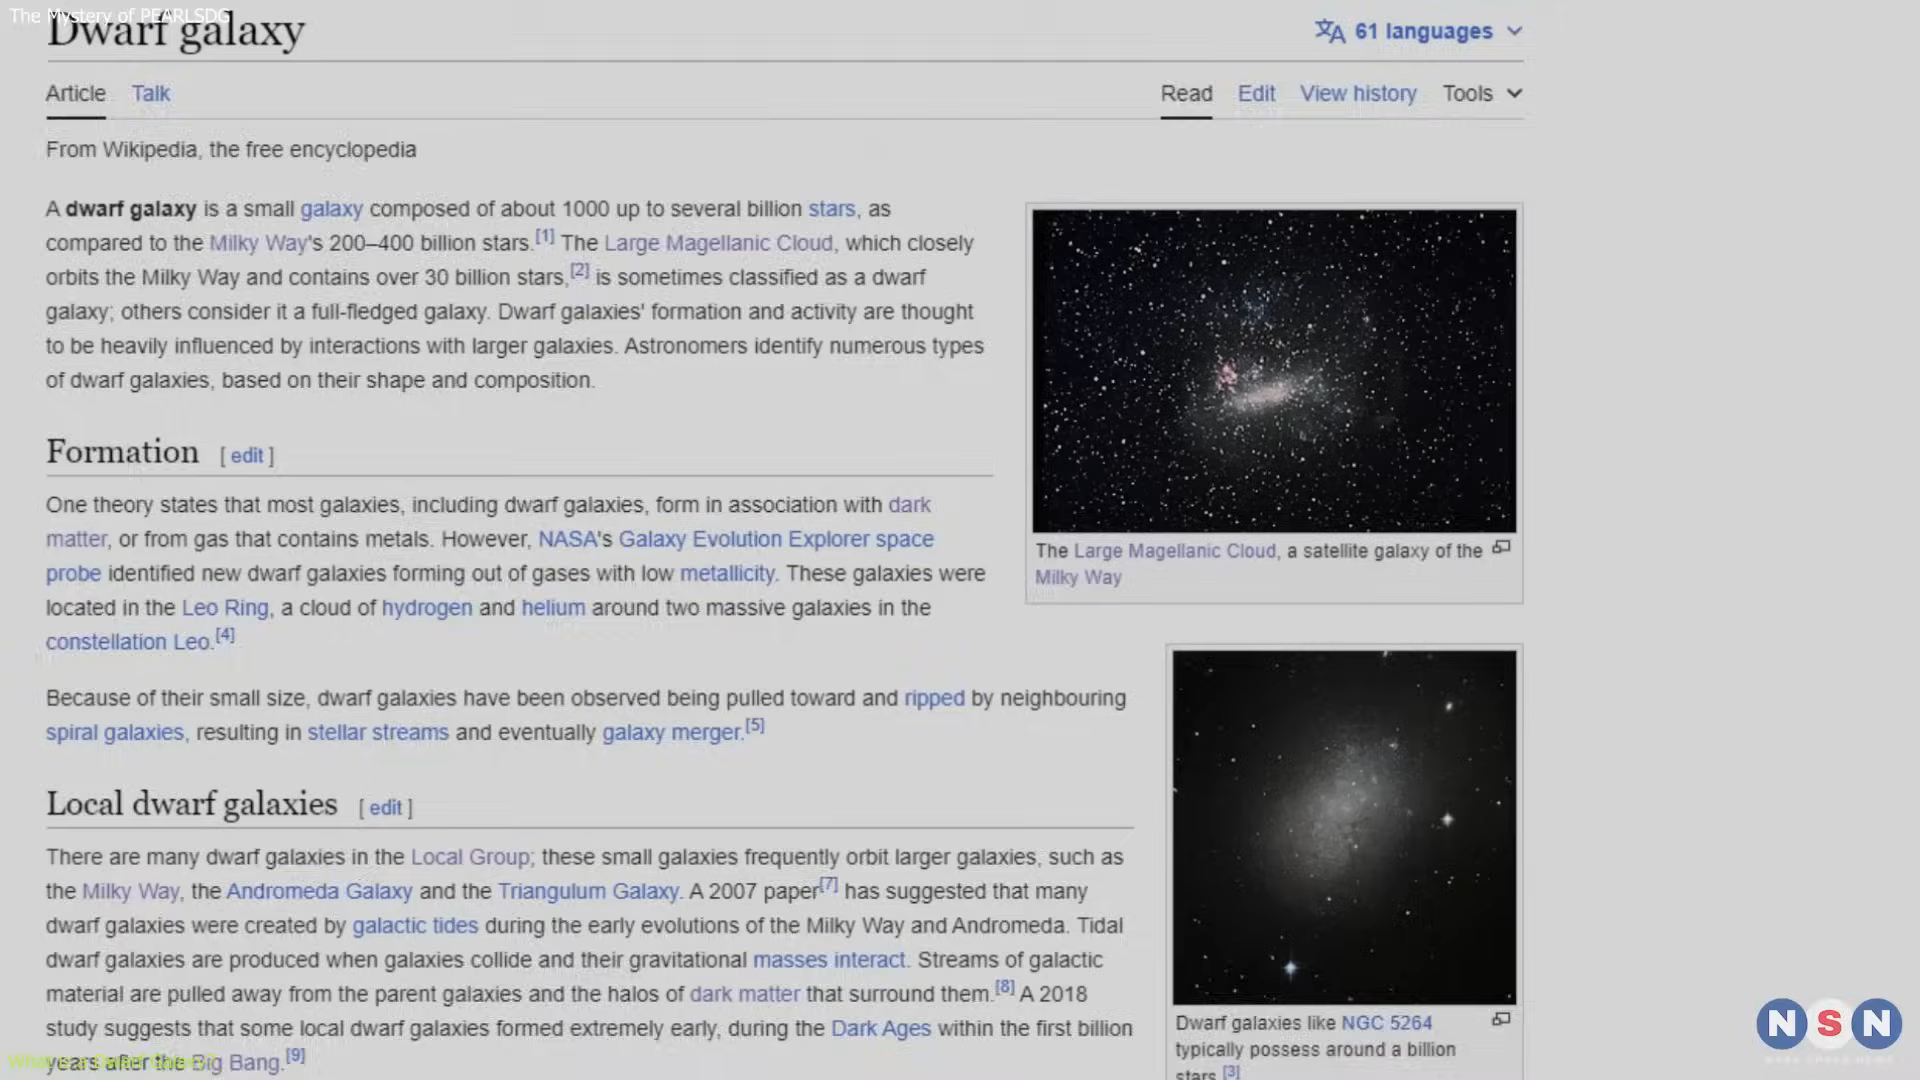 The Mystery of PEARLSDG
Dwarf galaxy
61 languages
Article Talk
Read Edit View history Tools
From Wikipedia, the free encyclopedia
A dwarf galaxy is a small galaxy composed of about 1000 up to several billion stars, as
compared to the Milky Way's 200–400 billion stars.[1] The Large Magellanic Cloud, which closely
orbits the Milky Way and contains over 30 billion stars,[2] is sometimes classified as a dwarf
galaxy; others consider it a full-fledged galaxy. Dwarf galaxies' formation and activity are thought
to be heavily influenced by interactions with larger galaxies. Astronomers identify numerous types
of dwarf galaxies, based on their shape and composition.
The Large Magellanic Cloud, a satellite galaxy of the
Milky Way
Formation [ edit ]
One theory states that most galaxies, including dwarf galaxies, form in association with dark
matter, or from gas that contains metals. However, NASA's Galaxy Evolution Explorer space
probe identified new dwarf galaxies forming out of gases with low metallicity. These galaxies were
located in the Leo Ring, a cloud of hydrogen and helium around two massive galaxies in the
constellation Leo.[4]
Because of their small size, dwarf galaxies have been observed being pulled toward and ripped by neighbouring
spiral galaxies, resulting in stellar streams and eventually galaxy merger.[5]
Local dwarf galaxies [ edit ]
There are many dwarf galaxies in the Local Group; these small galaxies frequently orbit larger galaxies, such as
the Milky Way, the Andromeda Galaxy and the Triangulum Galaxy. A 2007 paper[7] has suggested that many
dwarf galaxies were created by galactic tides during the early evolutions of the Milky Way and Andromeda. Tidal
dwarf galaxies are produced when galaxies collide and their gravitational masses interact. Streams of galactic
material are pulled away from the parent galaxies and the halos of dark matter that surround them.[8] A 2018
study suggests that some local dwarf galaxies formed extremely early, during the Dark Ages within the first billion
years after the Big Bang.[9]
What is a Dwarf Galaxy?
Dwarf galaxies like NGC 5264
typically possess around a billion
stars.[3]
NSN